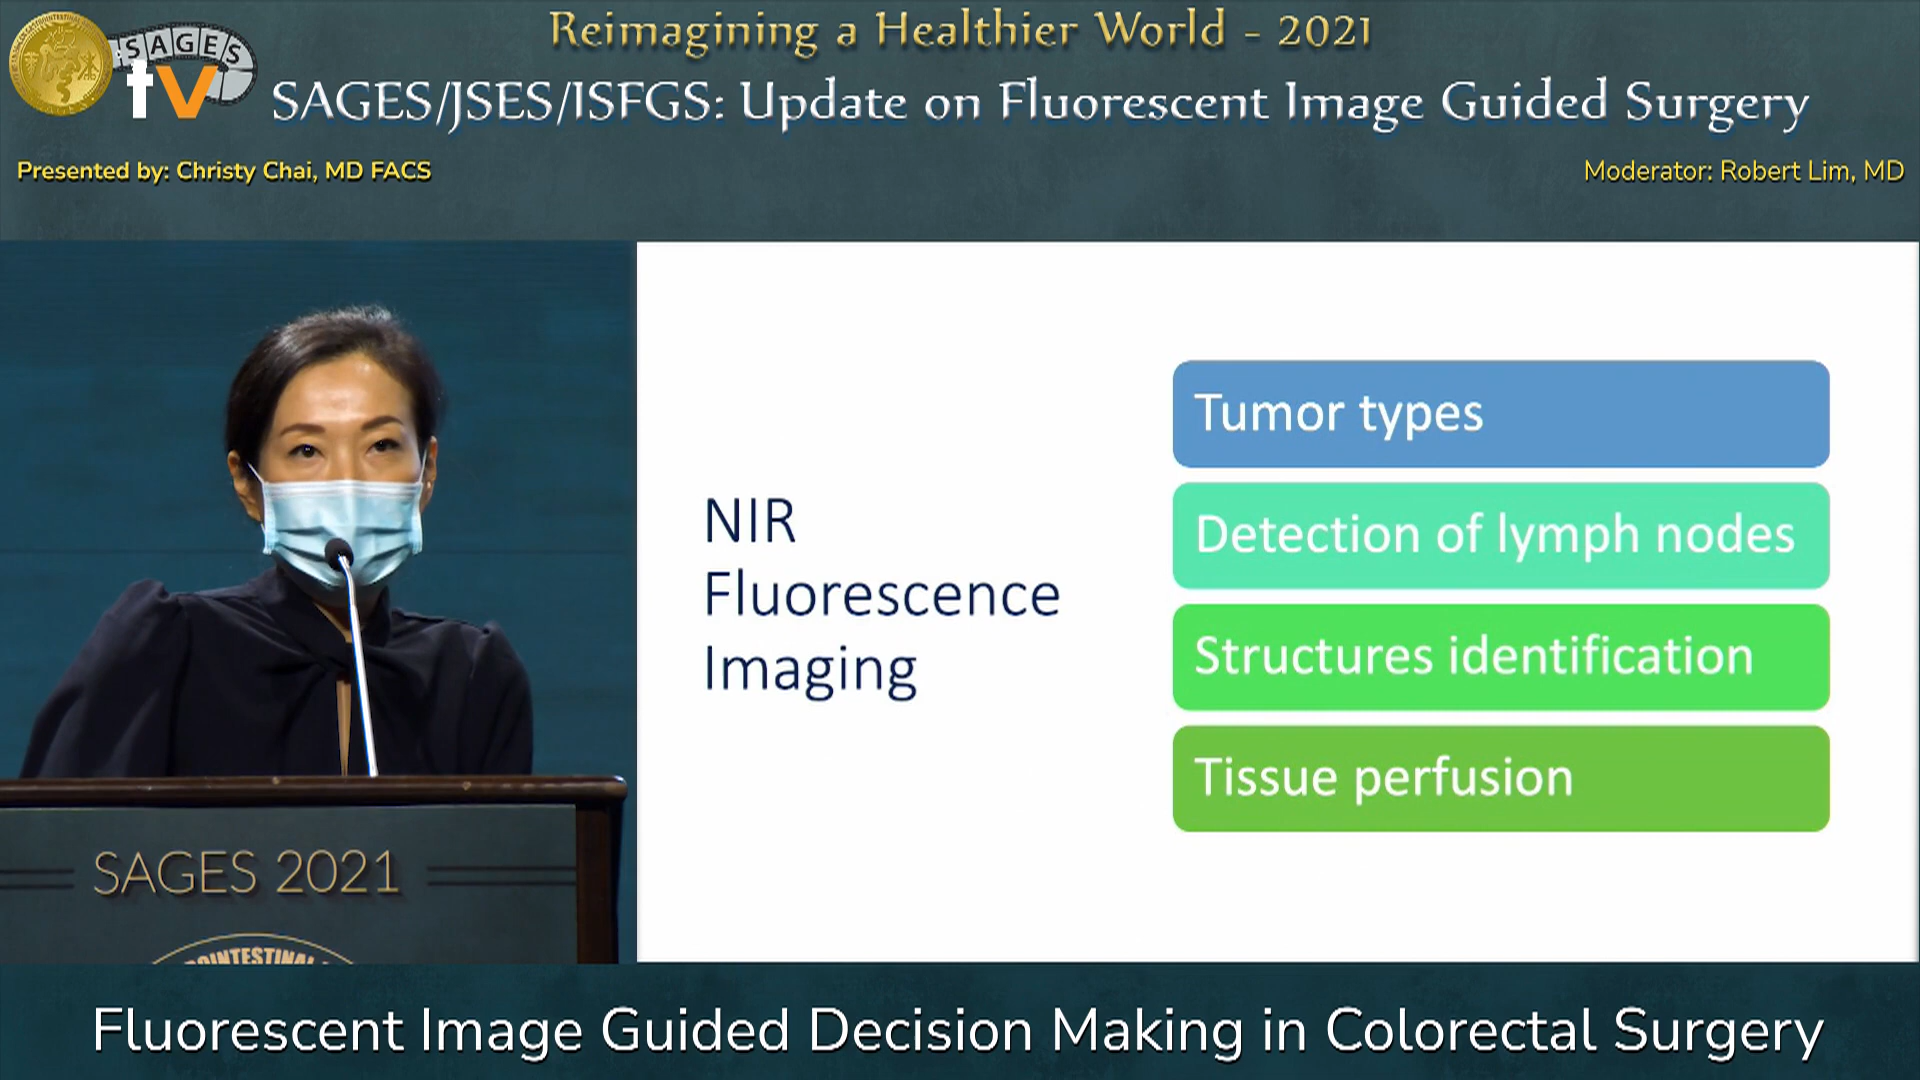 Reimagining a Healthier World - 2021
SAGES
tv
SAGES/JSES/ISFGS: Update on Fluorescent Image Guided Surgery
Presented by: Christy Chai, MD FACS
Moderator: Robert Lim, MD
NIR
Fluorescence
Imaging
Tumor types
Detection of lymph nodes
Structures identification
Tissue perfusion
SAGES 2021
Fluorescent Image Guided Decision Making in Colorectal Surgery